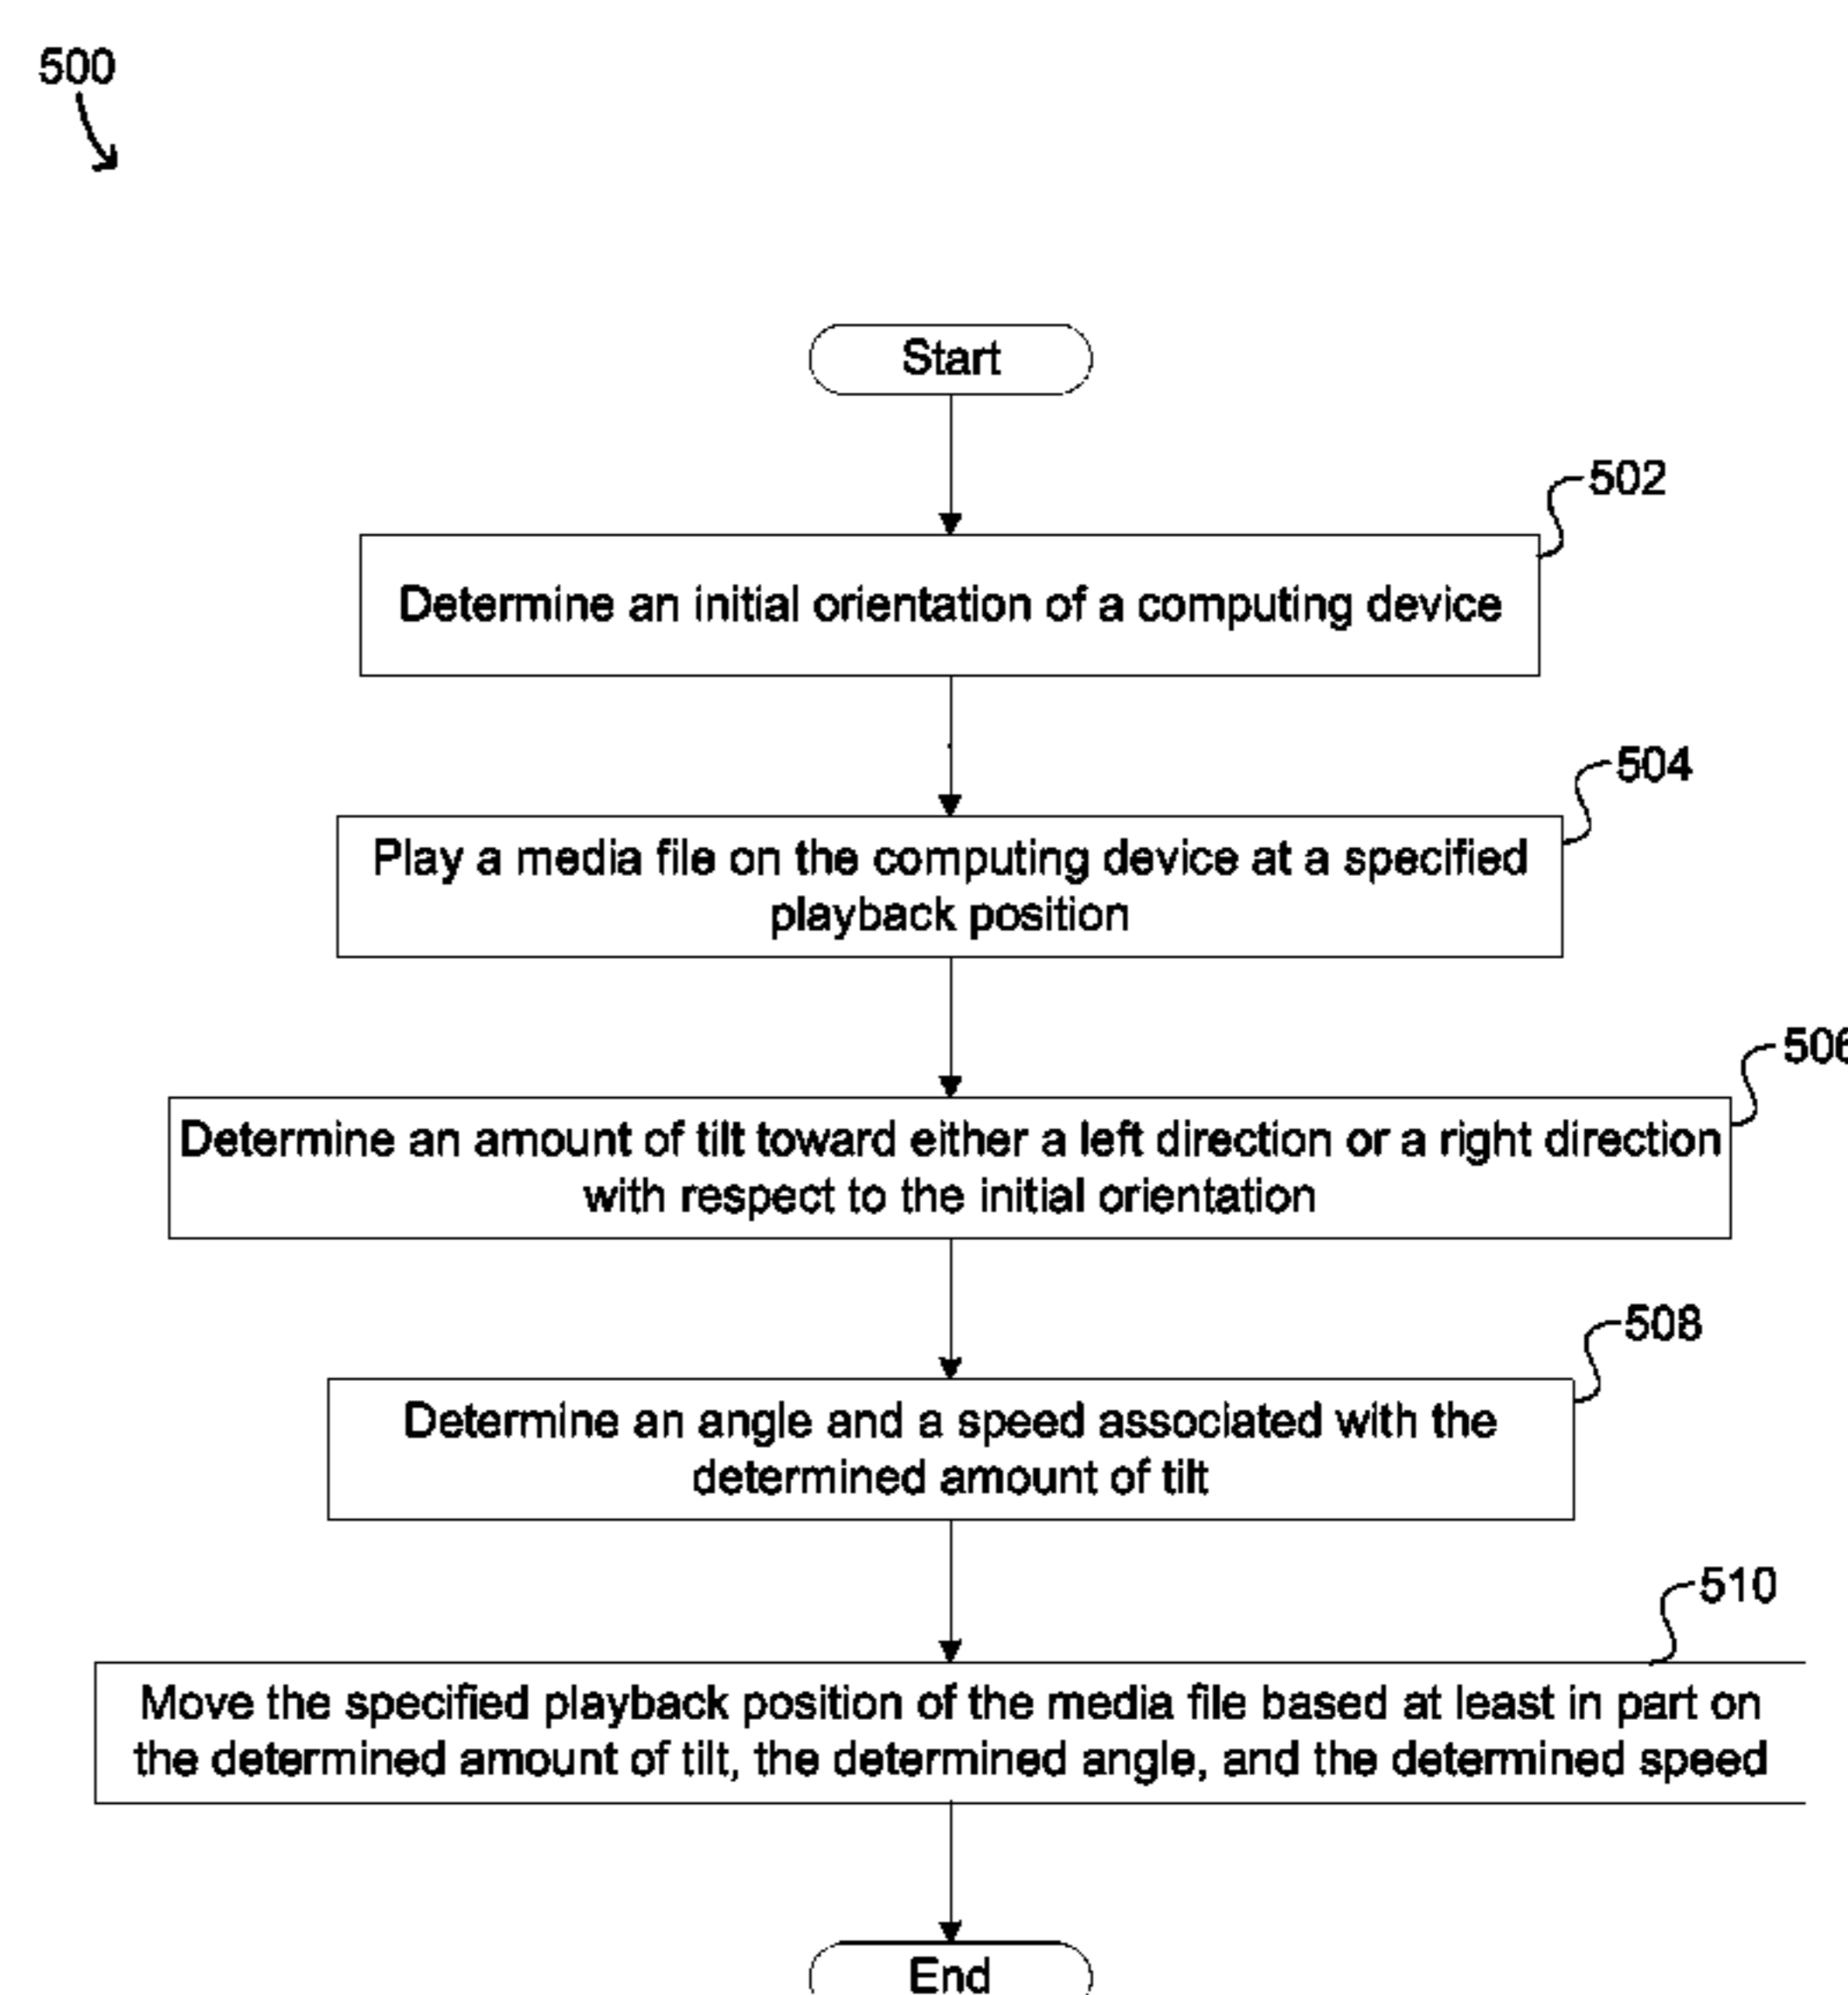 500
Start
502
Determine an initial orientation of a computing device
504
Play a media file on the computing device at a specified
playback position
506
Determine an amount of tilt toward either a left direction or a right direction
with respect to the initial orientation
508
Determine an angle and a speed associated with the
determined amount of tilt
510
Move the specified playback position of the media file based at least in part on
the determined amount of tilt, the determined angle, and the determined speed
End